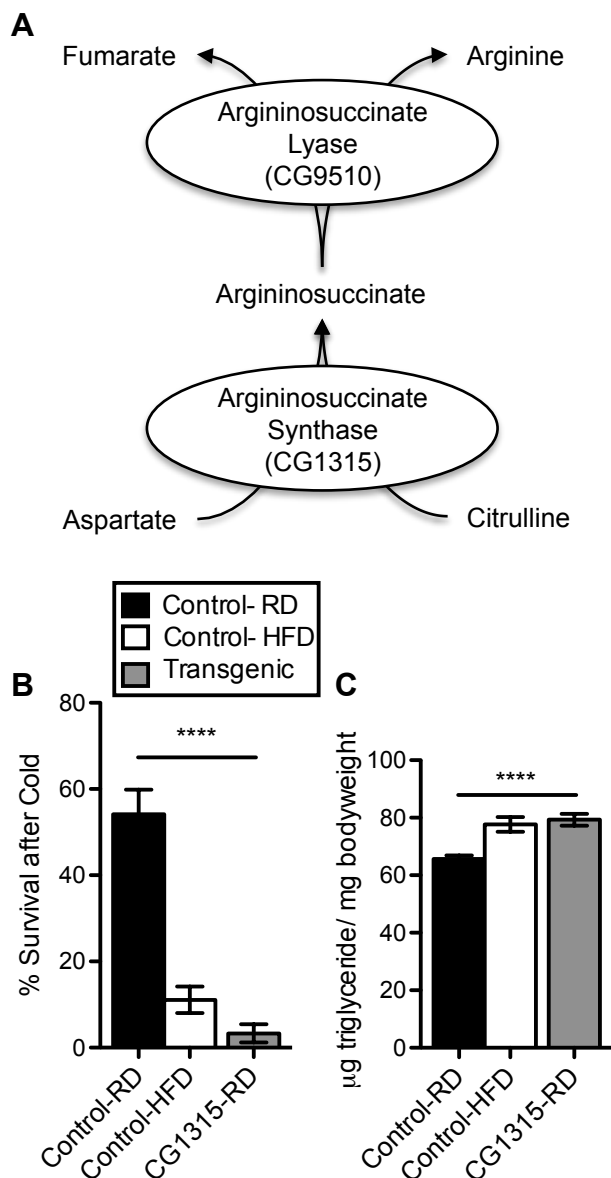 A
Fumarate
Arginine
Argininosuccinate
Lyase
(CG9510)
Argininosuccinate
Argininosuccinate
Synthase
(CG1315)
Aspartate
Citrulline
Control- RD
Control- HFD
Transgenic
B
% Survival after Cold
80
60
40
20
0
****
Control-RD
Control-HFD
CG1315-RD
C
µg triglyceride/ mg bodyweight
100
80
60
40
20
0
****
Control-RD
Control-HFD
CG1315-RD